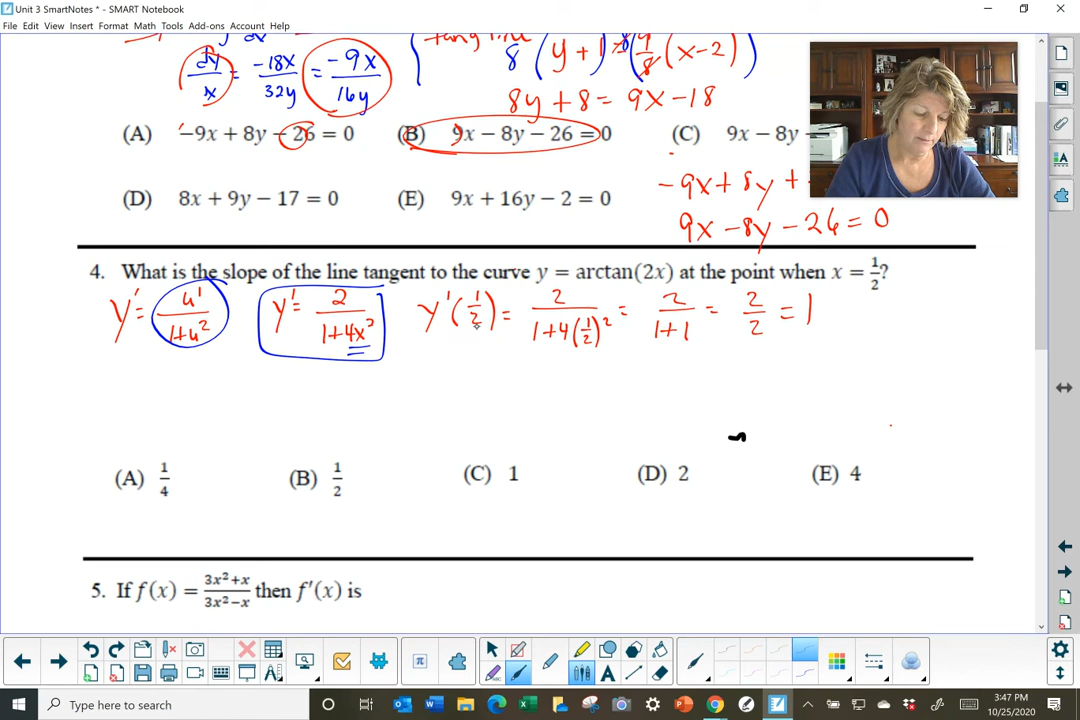 Unit 3 SmartNotes * - SMART Notebook
File Edit View Insert Format Math Tools Add-ons Account Help
tang line
dy/x = -18x/32y = -9x/16y
8(y+1)=8(9/8(x-2))
8y+8=9x-18
(A) -9x + 8y - 26 = 0 (B) 9x - 8y - 26 = 0 (C) 9x - 8y
-9x+8y+
(D) 8x + 9y - 17 = 0 (E) 9x + 16y - 2 = 0
9x-8y-26=0
4. What is the slope of the line tangent to the curve y = arctan(2x) at the point when x = 1/2?
y'= u'/1+u² y'= 2/1+4x² y'(1/2)= 2/1+4(1/2)² = 2/1+1 = 2/2 = 1
(A) 1/4 (B) 1/2 (C) 1 (D) 2 (E) 4
5. If f(x) = 3x²+x/3x²-x then f'(x) is
Type here to search
3:47 PM
10/25/2020